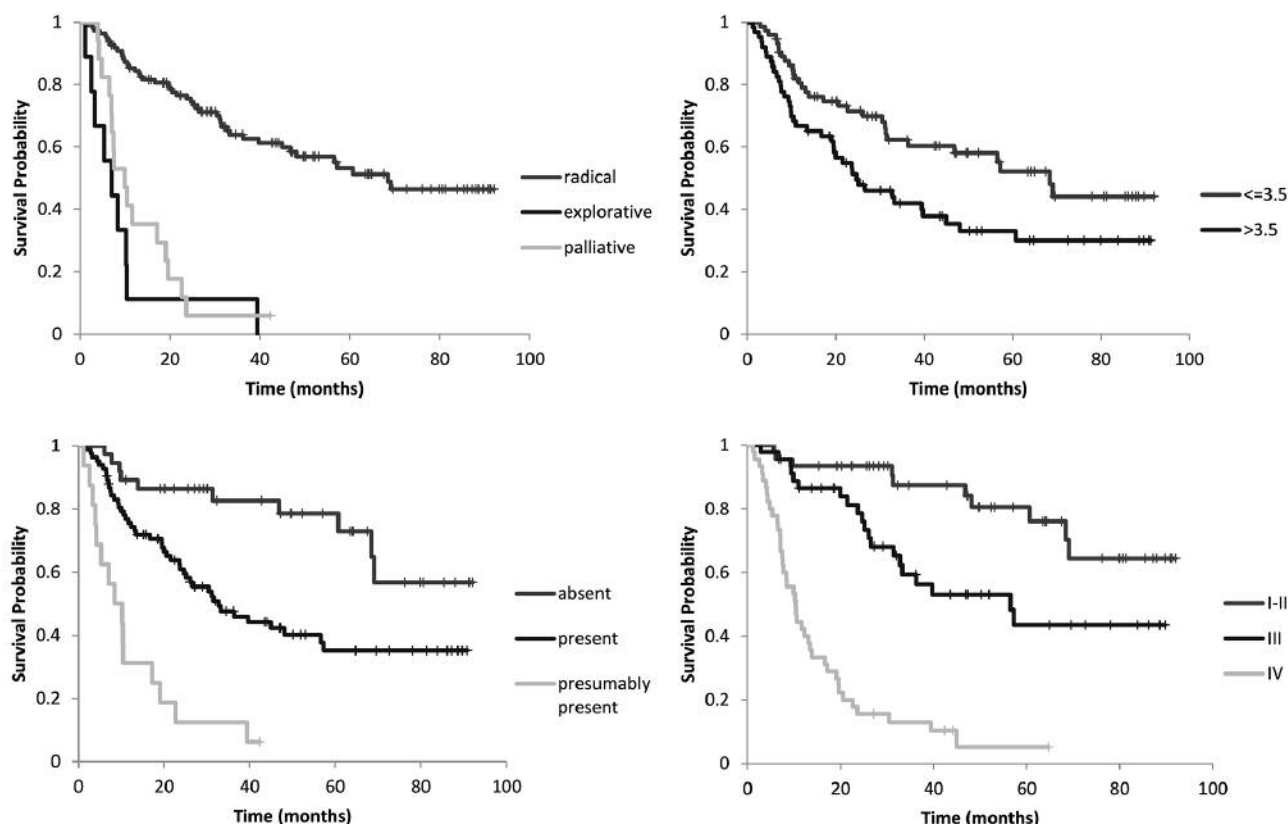 1
0.8
0.6
0.4
0.2
0
Survival Probability
0 20 40 60 80 100
Time (months)
radical
explorative
palliative
1
0.8
0.6
0.4
0.2
0
Survival Probability
0 20 40 60 80 100
Time (months)
<=3.5
>3.5
1
0.8
0.6
0.4
0.2
0
Survival Probability
0 20 40 60 80 100
Time (months)
absent
present
presumably
present
1
0.8
0.6
0.4
0.2
0
Survival Probability
0 20 40 60 80 100
Time (months)
I-II
III
IV